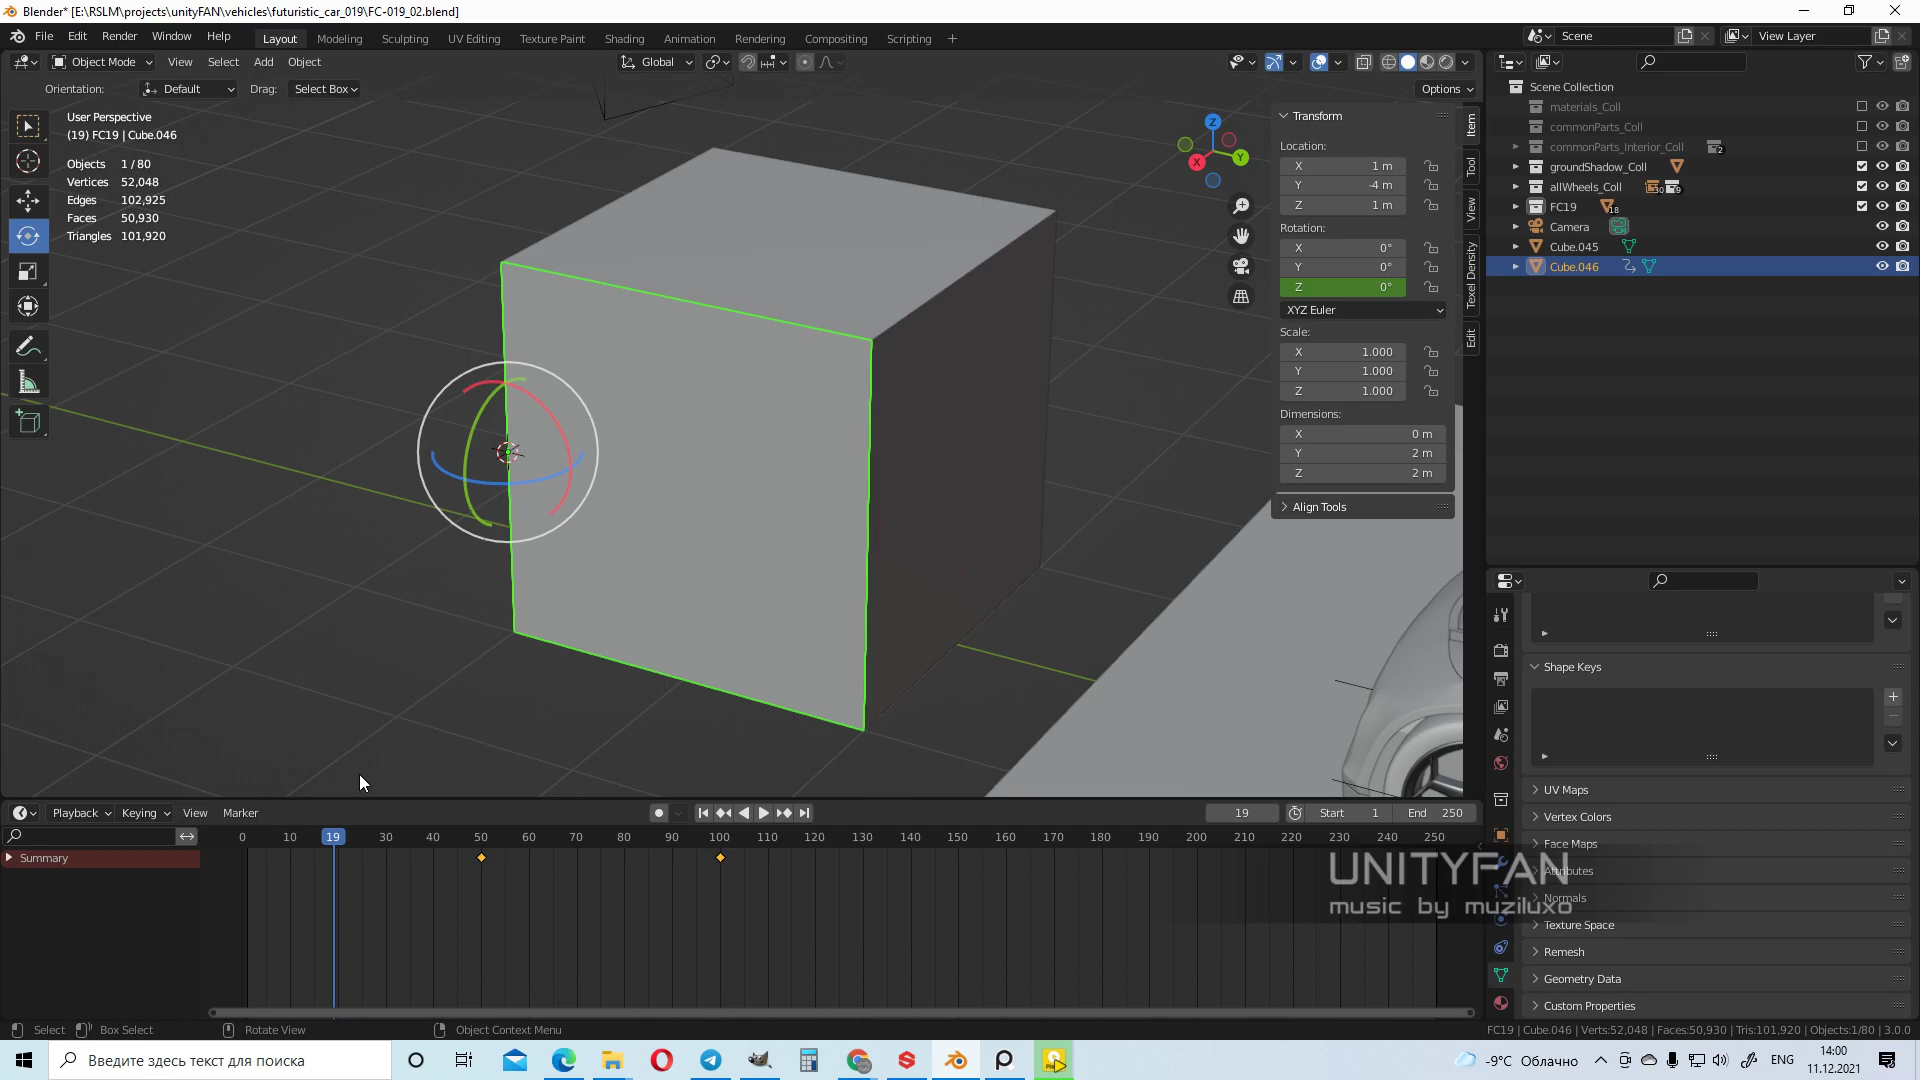 Blender* [E:\RSLM\projects\unityFAN\vehicles\futuristic_car_019\FC-019_02.blend]
File Edit Render Window Help Layout Modeling Sculpting UV Editing Texture Paint Shading Animation Rendering Compositing Scripting + Scene View Layer
Object Mode View Select Add Object Global
Orientation: Default Drag: Select Box Options
User Perspective
(19) FC19 | Cube.046
Objects 1 / 80
Vertices 52,048
Edges 102,925
Faces 50,930
Triangles 101,920
Z
Y
X
Transform
Location:
X 1 m
Y -4 m
Z 1 m
Rotation:
X 0°
Y 0°
Z 0°
XYZ Euler
Scale:
X 1.000
Y 1.000
Z 1.000
Dimensions:
X 0 m
Y 2 m
Z 2 m
Align Tools
Item
Tool
View
Texel Density
Edit
Scene Collection
materials_Coll
commonParts_Coll
commonParts_Interior_Coll 2
groundShadow_Coll
allWheels_Coll 30 9
FC19 18
Camera
Cube.045
Cube.046
Shape Keys
UV Maps
Vertex Colors
Face Maps
Attributes
Normals
Texture Space
Remesh
Geometry Data
Custom Properties
Playback Keying View Marker 19 Start 1 End 250
0 10 19 30 40 50 60 70 80 90 100 110 120 130 140 150 160 170 180 190 200 210 220 230 240 250
Summary
UNITYFAN
music by muziluxo
Select Box Select Rotate View Object Context Menu FC19 | Cube.046 | Verts:52,048 | Faces:50,930 | Tris:101,920 | Objects:1/80 | 3.0.0
Введите здесь текст для поиска -9°C Облачно ENG 14:00
11.12.2021